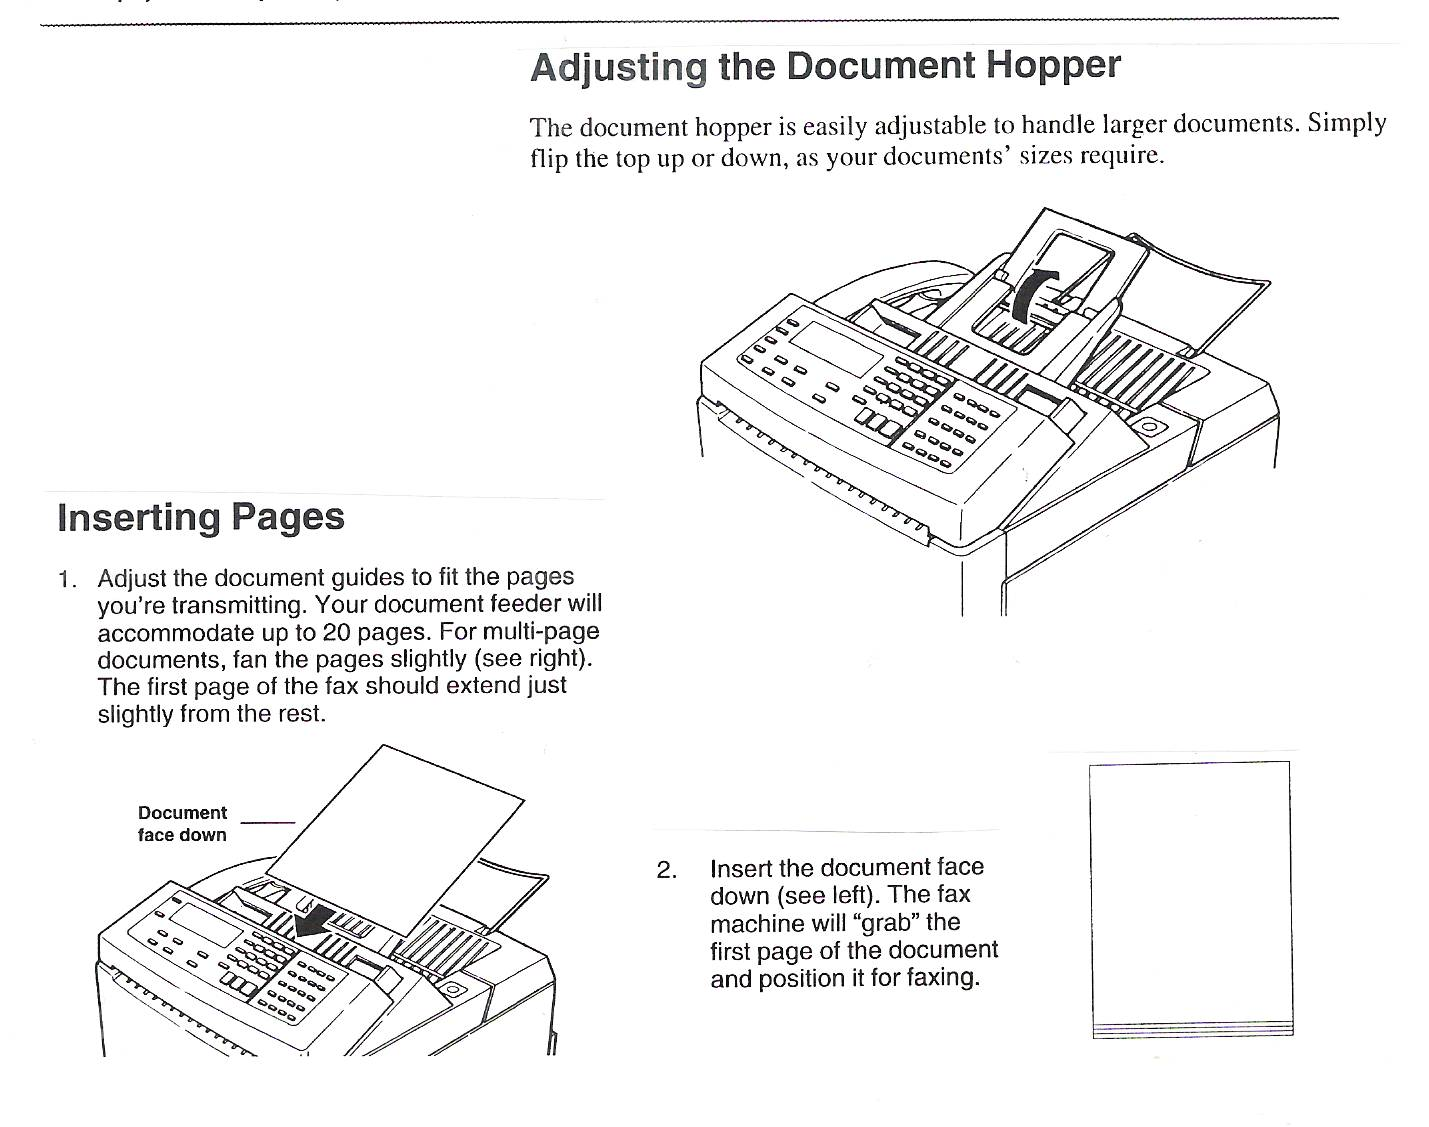 Adjusting the Document Hopper
The document hopper is easily adjustable to handle larger documents. Simply
flip the top up or down, as your documents’ sizes require.
Inserting Pages
1. Adjust the document guides to fit the pages
you're transmitting. Your document feeder will
accommodate up to 20 pages. For multi-page
documents, fan the pages slightly (see right).
The first page of the fax should extend just
slightly from the rest.
Document
face down
2. Insert the document face
down (see left). The fax
machine will “grab” the
first page of the document
and position it for faxing.